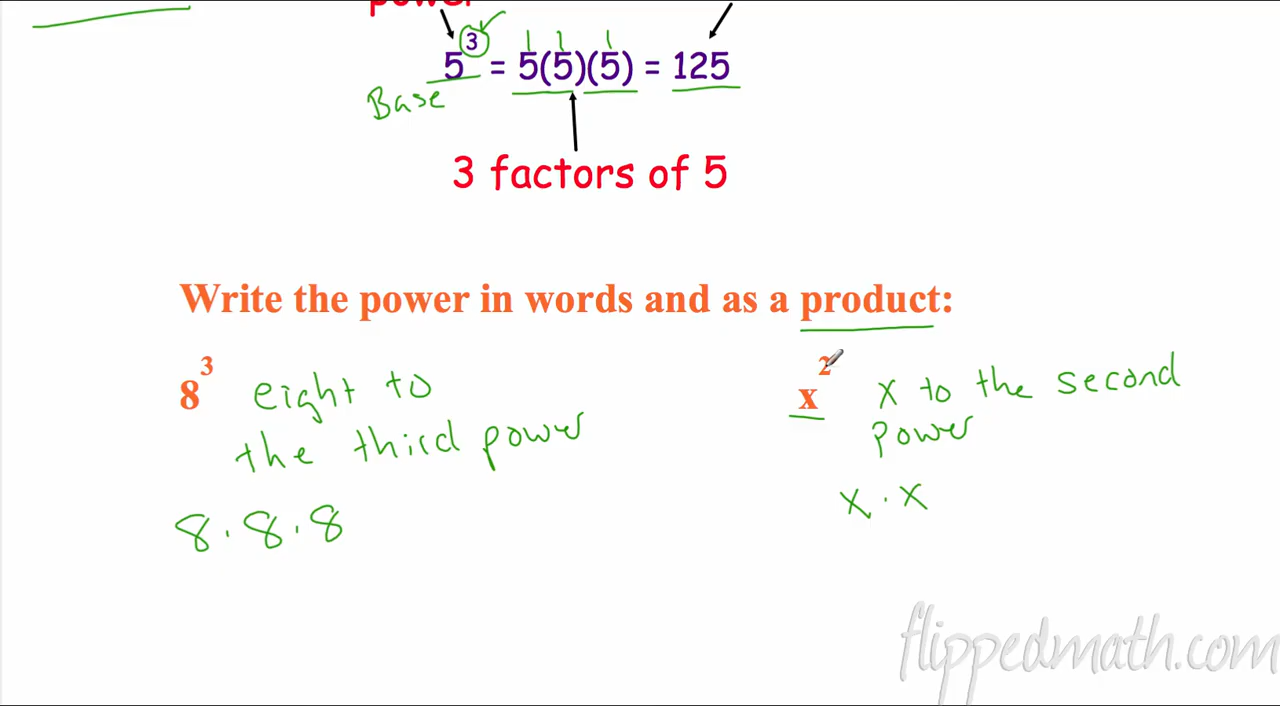 power
5³ = 5(5)(5) = 125
Base
3 factors of 5
Write the power in words and as a product:
8³ eight to
the third power
8 · 8 · 8
x² x to the second
power
x · x
flippedmath.com